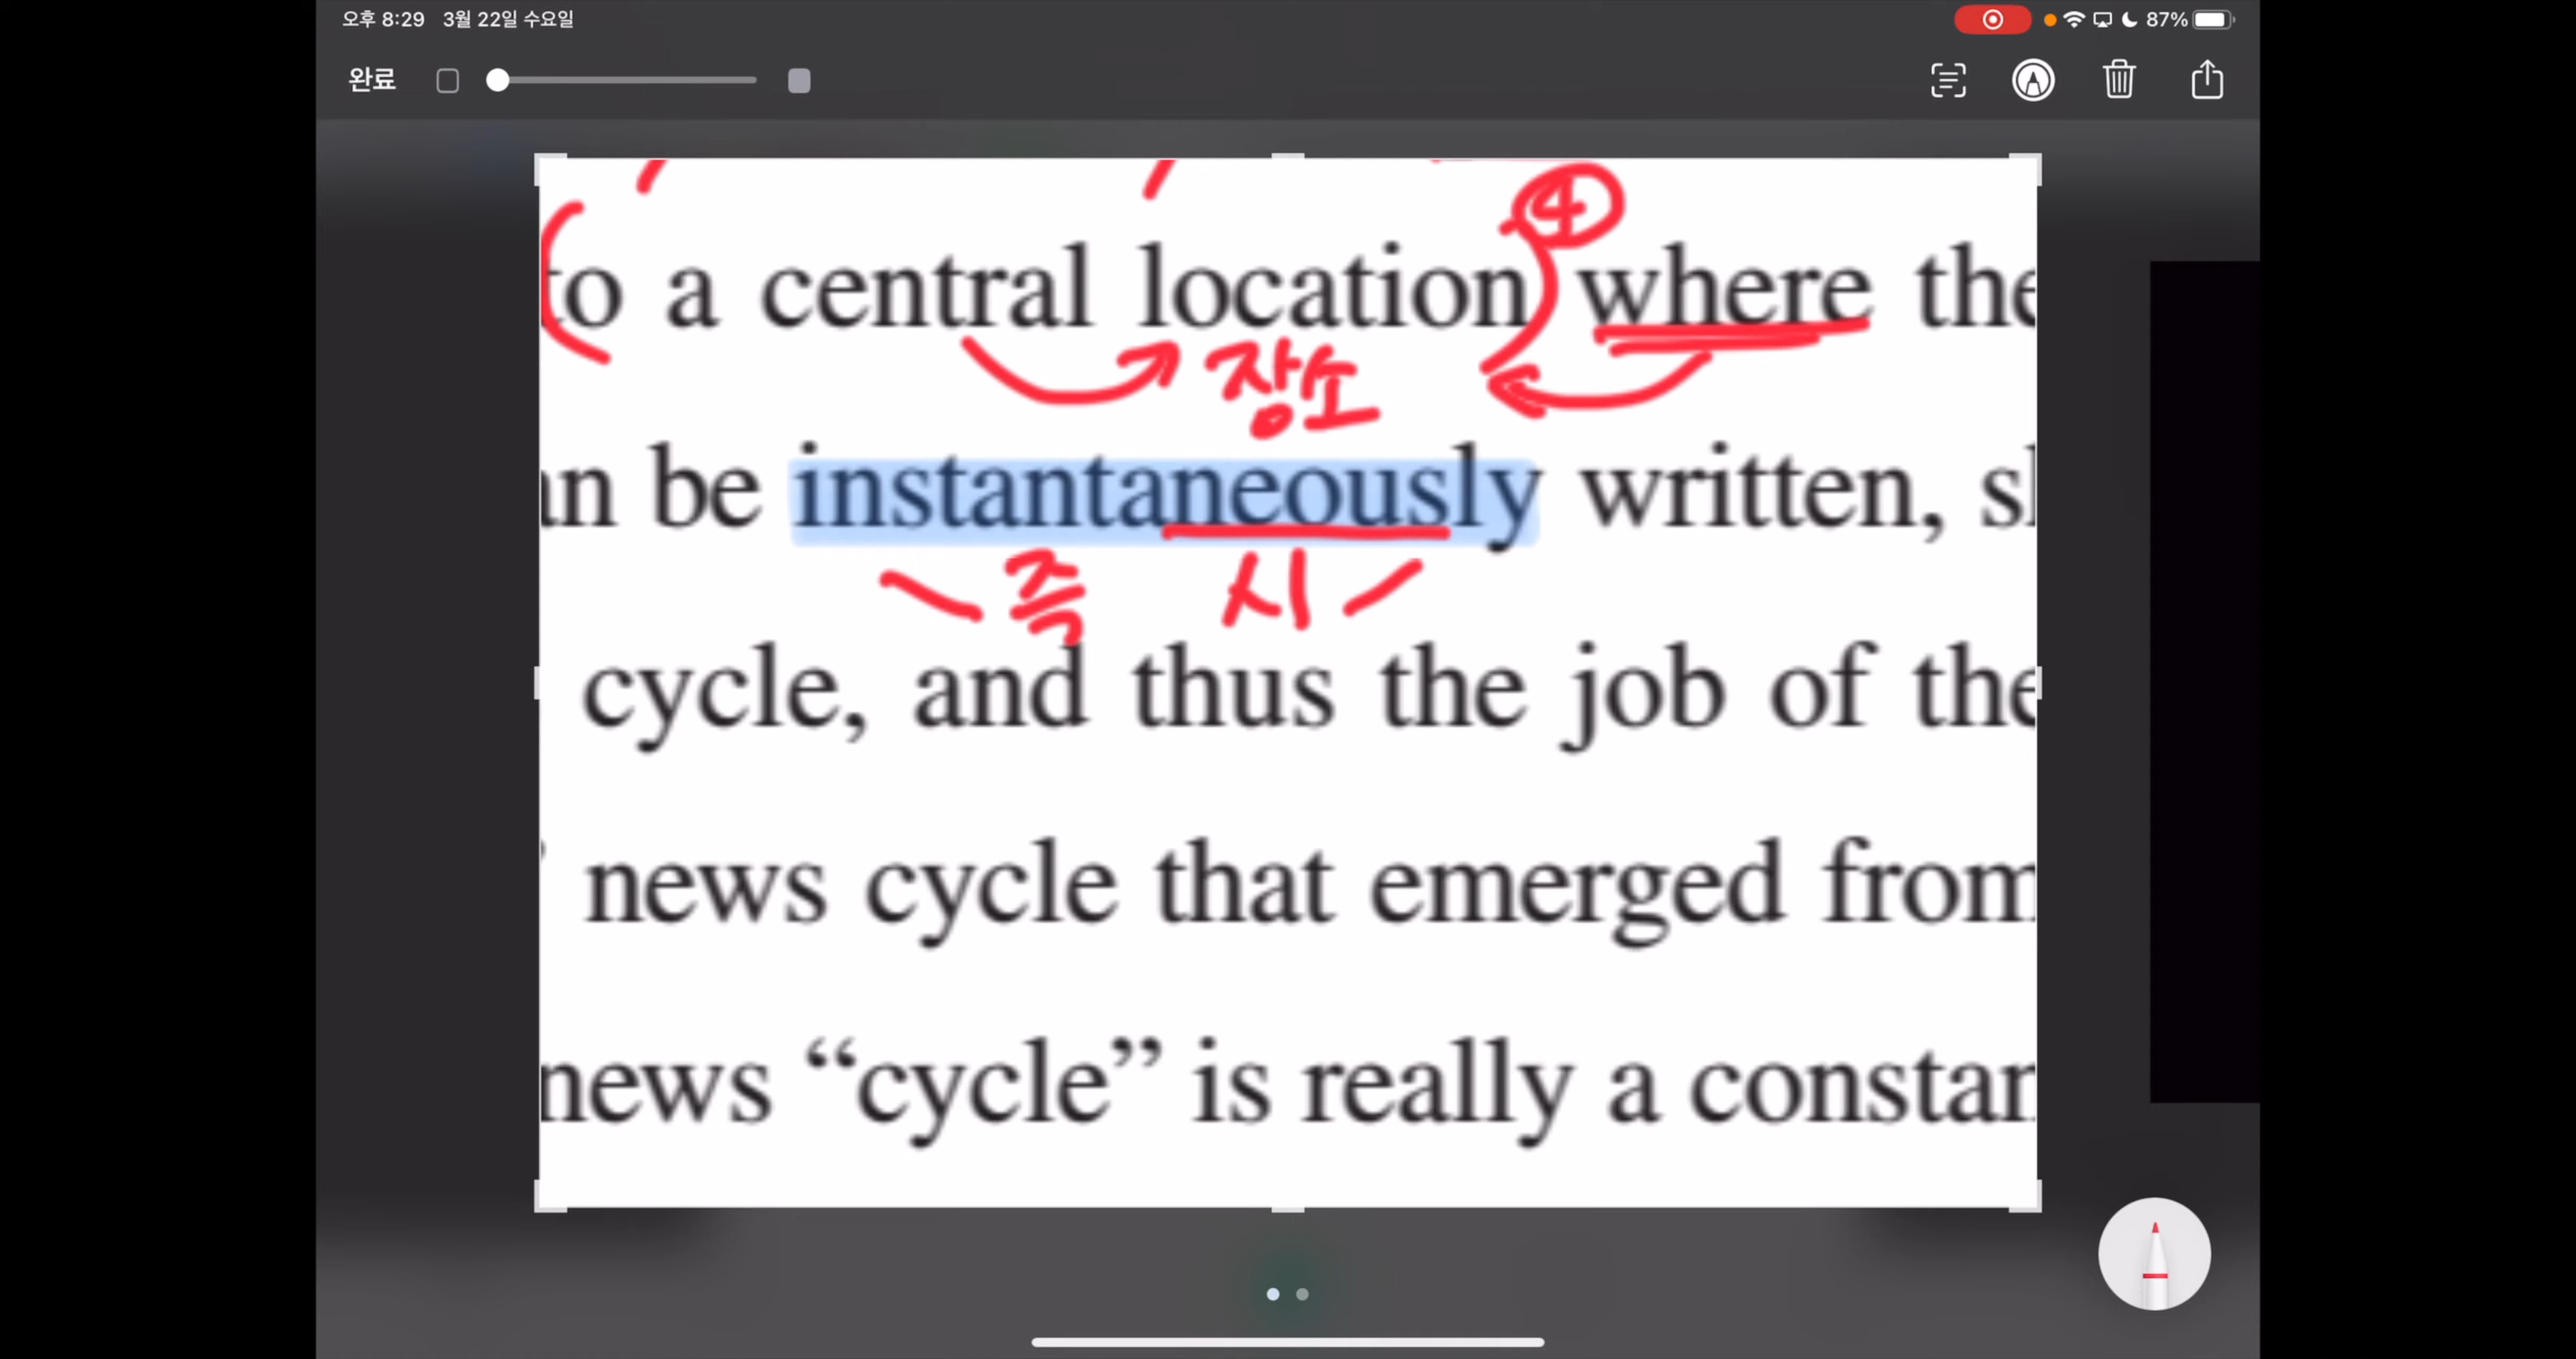 오후 8:29 3월 22일 수요일 87%
완료
④
to a central location where the
장소
an be instantaneously written, sh
즉 시
cycle, and thus the job of the
news cycle that emerged from
news “cycle” is really a constan